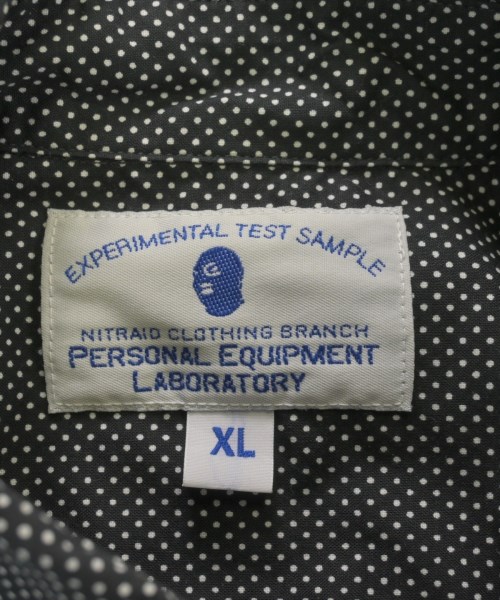 EXPERIMENTAL TEST SAMPLE
NITRAID CLOTHING BRANCH
PERSONAL EQUIPMENT
LABORATORY
XL